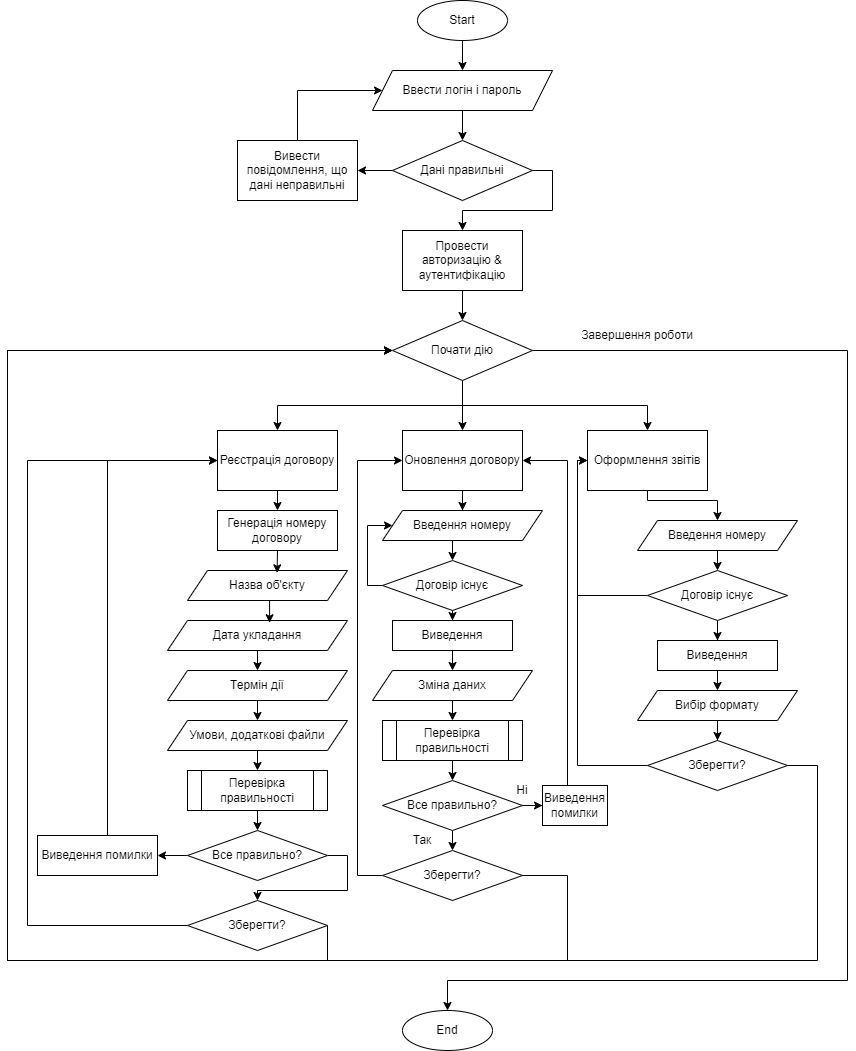 Start
Ввести логін і пароль
Вивести
повідомлення, що
дані неправильні
Дані правильні
Провести
авторизацію &
аутентифікацію
Завершення роботи
Почати дію
Реєстрація договору
Оновлення договору
Оформлення звітів
Генерація номеру
договору
Введення номеру
Введення номеру
Назва об'єкту
Договір існує
Договір існує
Дата укладання
Виведення
Виведення
Термін дії
Зміна даних
Вибір формату
Умови, додаткові файли
Перевірка
правильності
Зберегти?
Перевірка
правильності
Ні
Все правильно?
Виведення
помилки
Так
Виведення помилки
Все правильно?
Зберегти?
Зберегти?
End